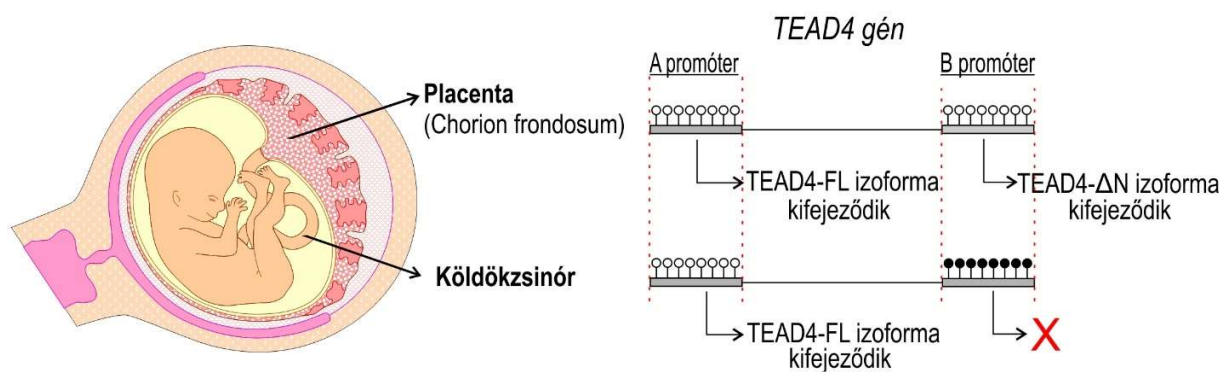 Placenta
(Chorion frondosum)
Köldökzsinór
TEAD4 gén
A promóter
B promóter
TEAD4-FL izoforma
kifejeződik
TEAD4-ΔN izoforma
kifejeződik
TEAD4-FL izoforma
kifejeződik
X